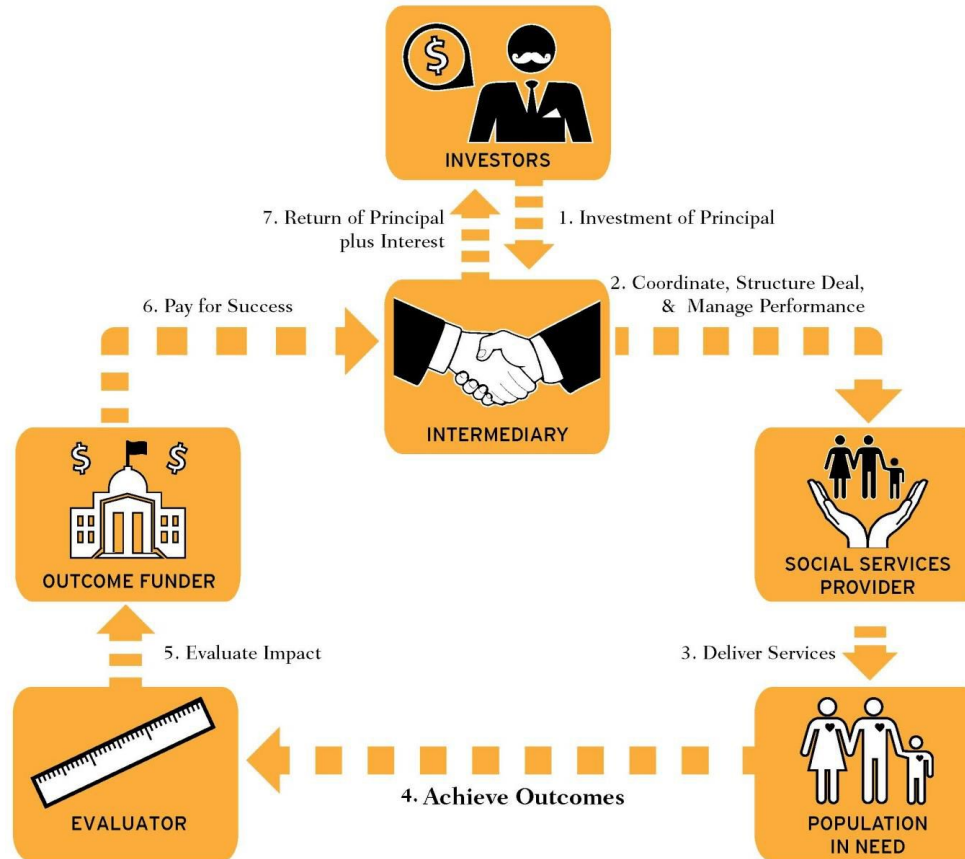 $
INVESTORS
7. Return of Principal
plus Interest
1. Investment of Principal
2. Coordinate, Structure Deal,
& Manage Performance
6. Pay for Success
INTERMEDIARY
$ $
OUTCOME FUNDER
SOCIAL SERVICES
PROVIDER
5. Evaluate Impact
3. Deliver Services
4. Achieve Outcomes
EVALUATOR
POPULATION
IN NEED